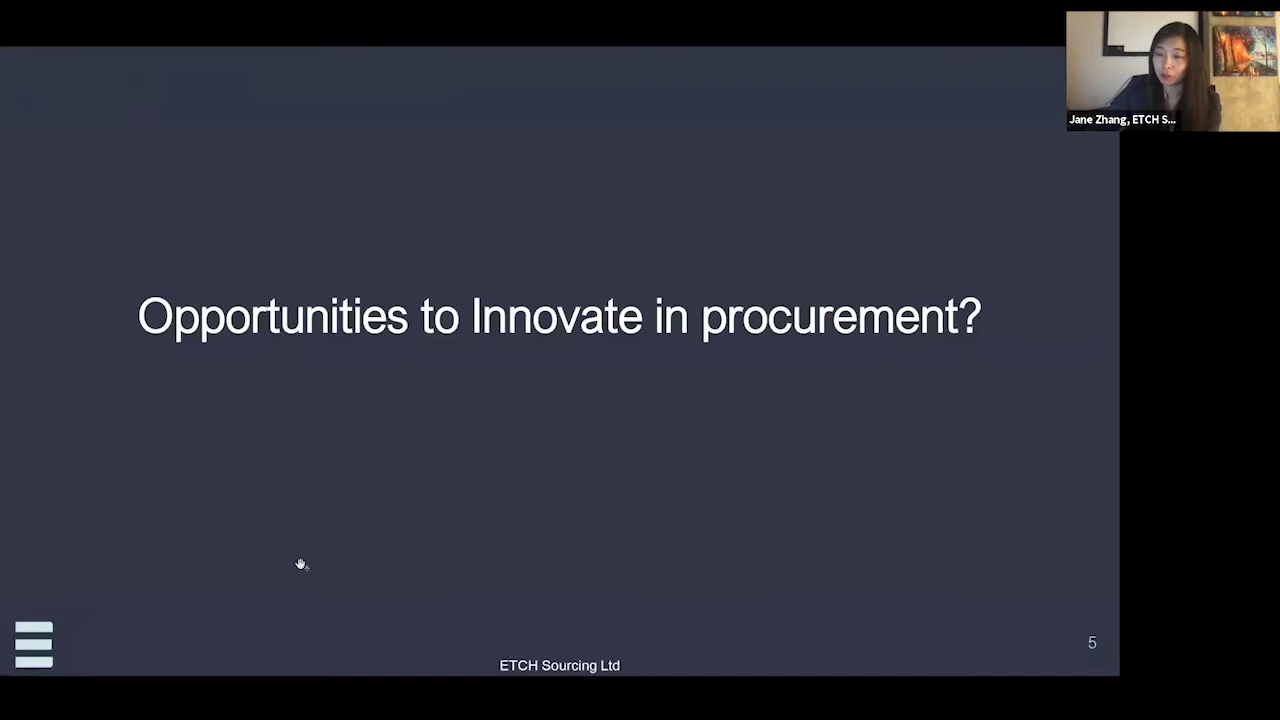 Jane Zhang, ETCH S...
Opportunities to Innovate in procurement?
5
ETCH Sourcing Ltd